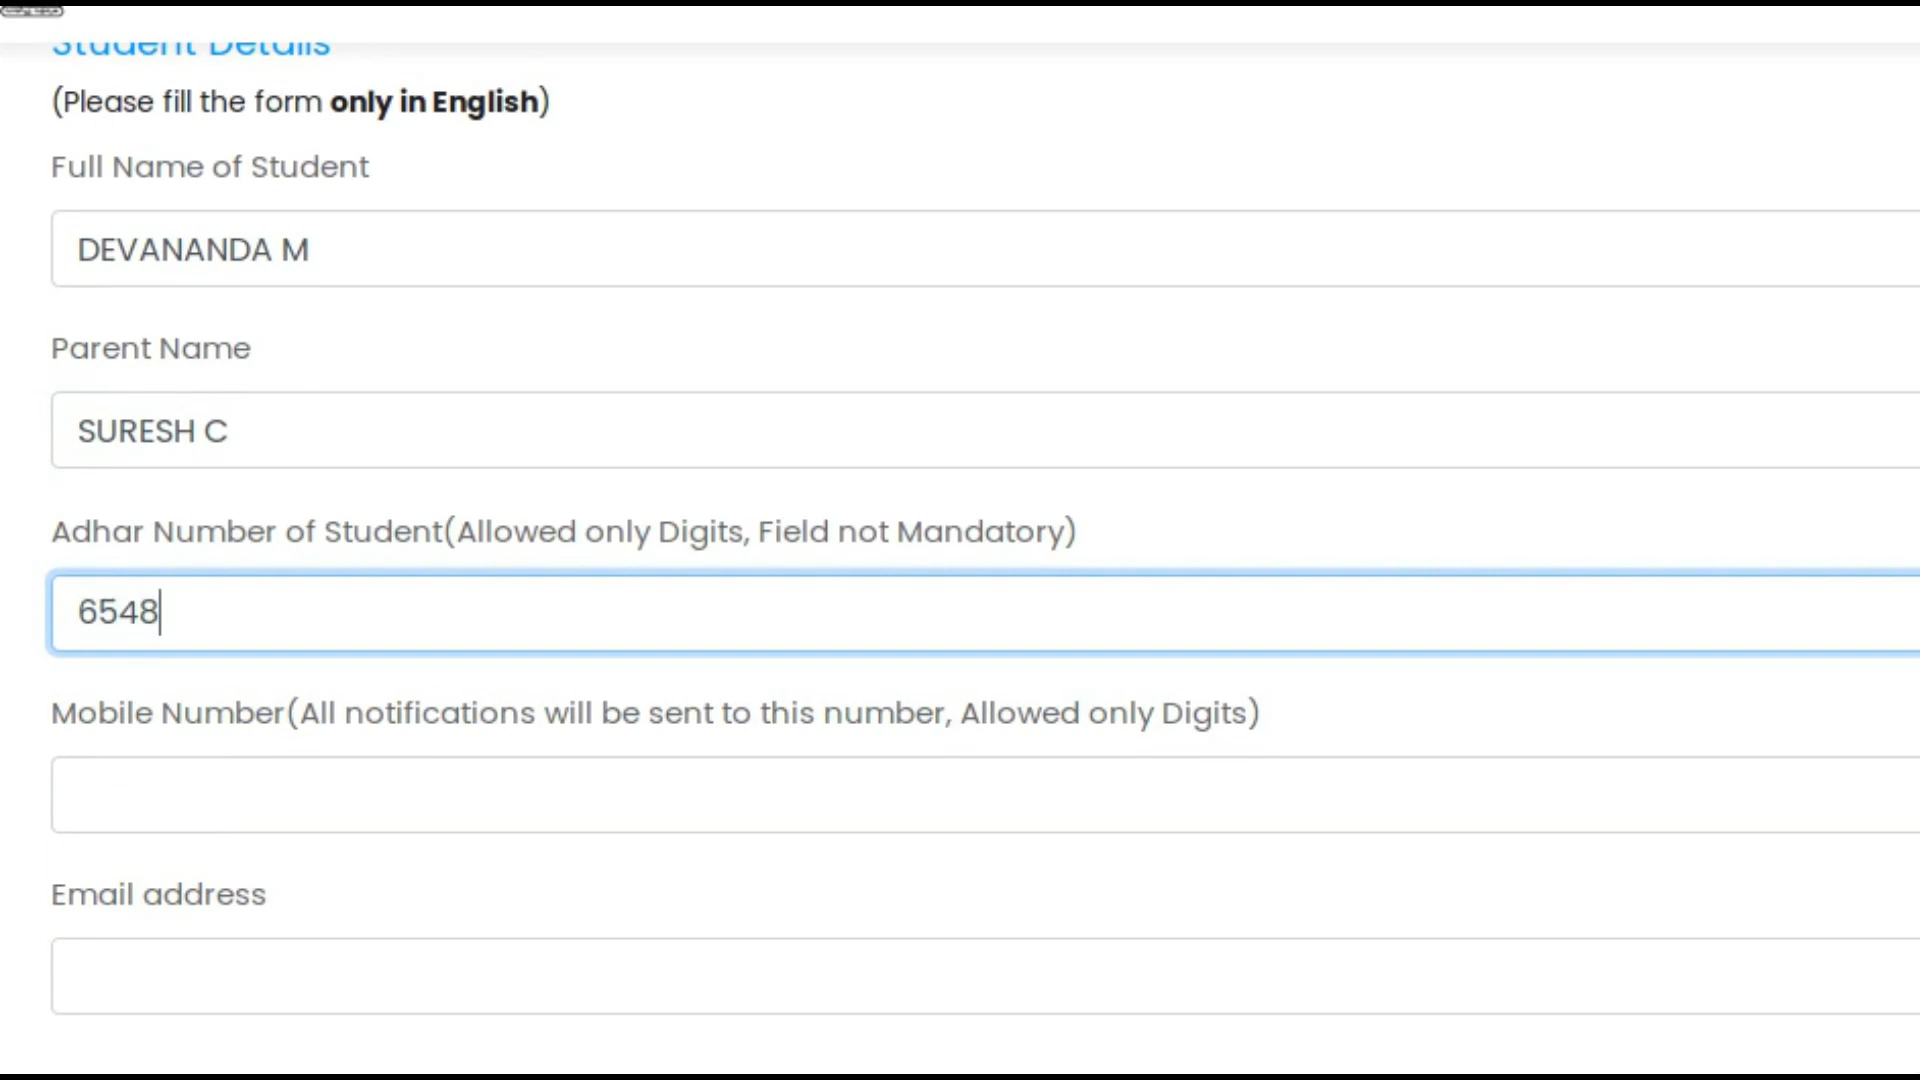 Student Details
(Please fill the form only in English)
Full Name of Student
DEVANANDA M
Parent Name
SURESH C
Adhar Number of Student(Allowed only Digits, Field not Mandatory)
6548
Mobile Number(All notifications will be sent to this number, Allowed only Digits)
Email address